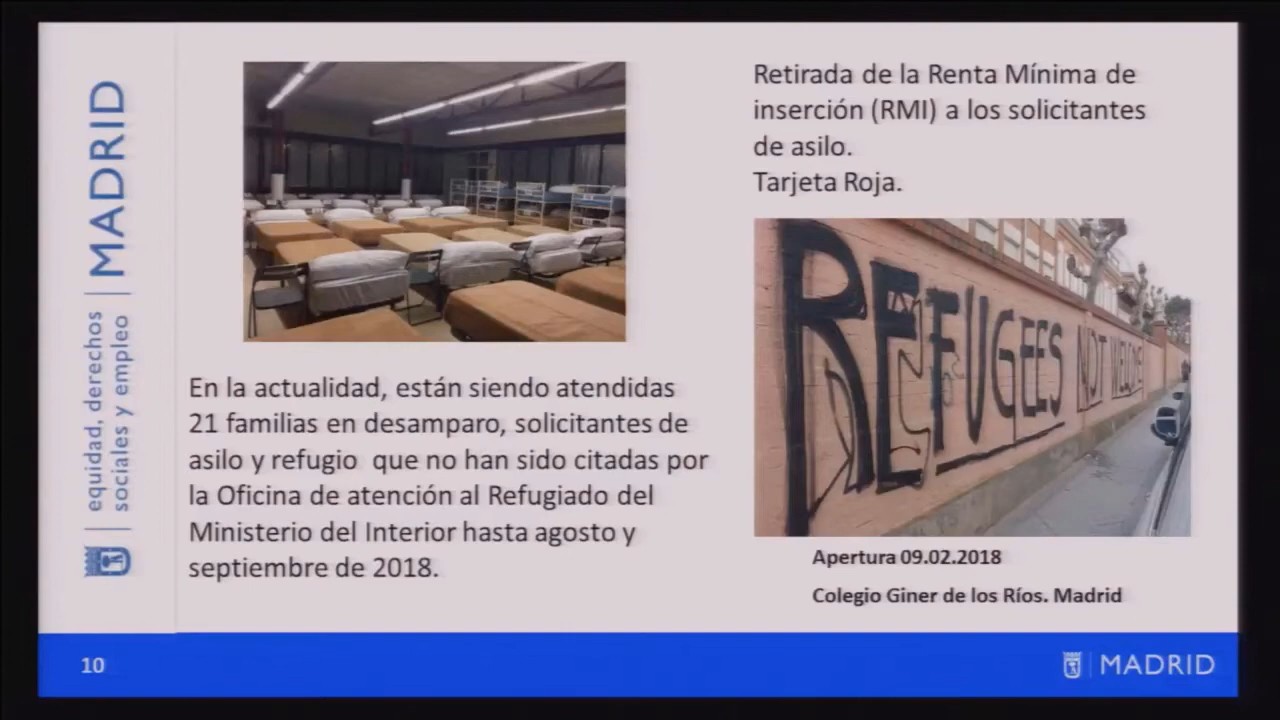 equidad, derechos
sociales y empleo
MADRID
Retirada de la Renta Mínima de
inserción (RMI) a los solicitantes
de asilo.
Tarjeta Roja.
En la actualidad, están siendo atendidas
21 familias en desamparo, solicitantes de
asilo y refugio que no han sido citadas por
la Oficina de atención al Refugiado del
Ministerio del Interior hasta agosto y
septiembre de 2018.
REFUGEES NOT WELCOME
Apertura 09.02.2018
Colegio Giner de los Ríos. Madrid
10
MADRID